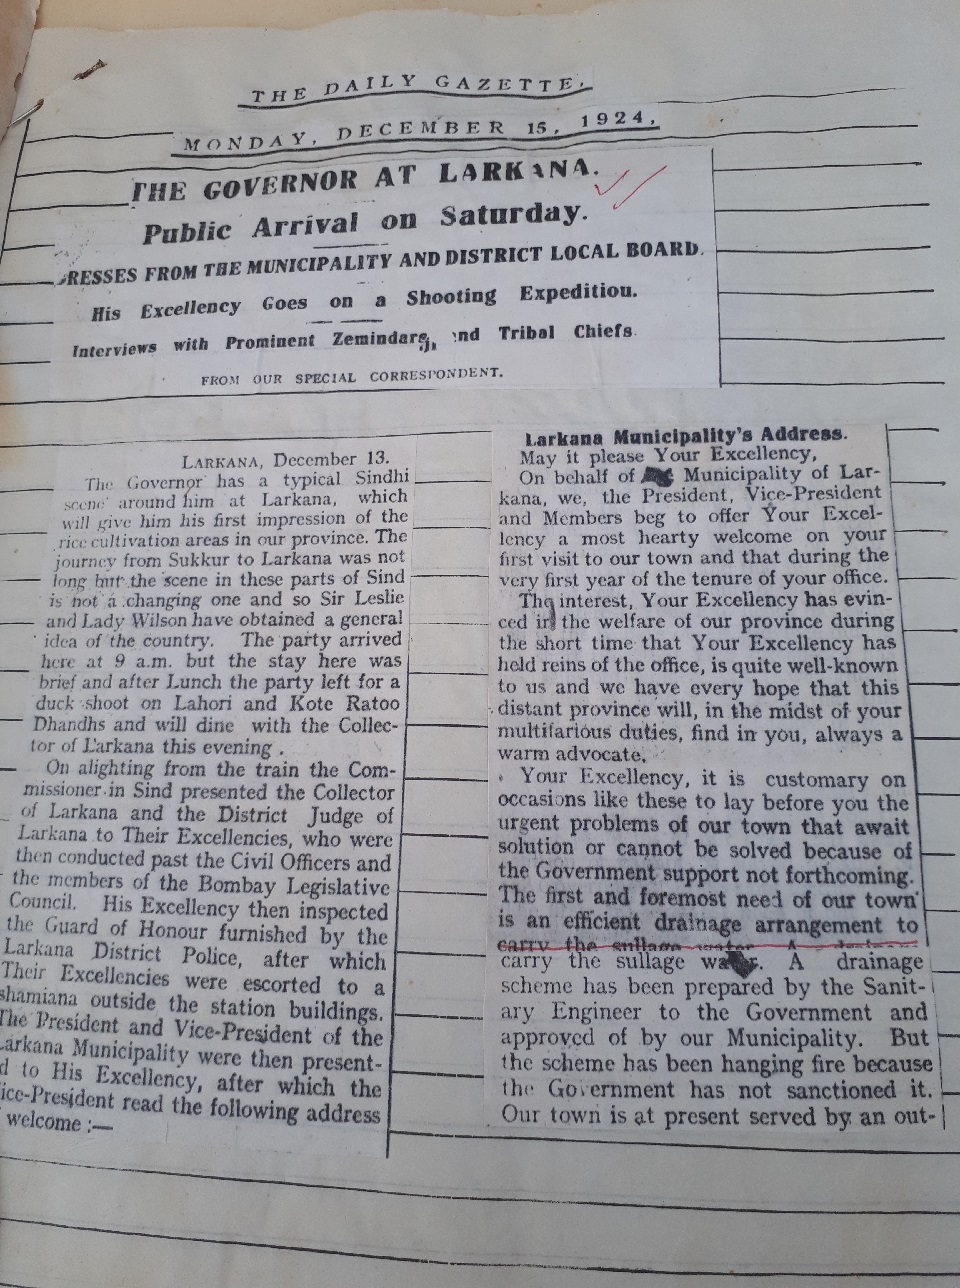 THE DAILY GAZETTE.
MONDAY, DECEMBER 15, 1924,
THE GOVERNOR AT LARKANA.
Public Arrival on Saturday.
RESSES FROM THE MUNICIPALITY AND DISTRICT LOCAL BOARD.
His Excellency Goes on a Shooting Expeditiou.
Interviews with Prominent Zemindars, nd Tribal Chiefs
FROM OUR SPECIAL CORRESPONDENT.
LARKANA, December 13.
The Governor has a typical Sindhi
scene around him at Larkana, which
will give him his first impression of the
rice cultivation areas in our province. The
journey from Sukkur to Larkana was not
long but the scene in these parts of Sind
is not a changing one and so Sir Leslie
and Lady Wilson have obtained a general
idea of the country. The party arrived
here at 9 a.m. but the stay here was
brief and after Lunch the party left for a
duck shoot on Lahori and Kote Ratoo
Dhandhs and will dine with the Collec-
tor of Larkana this evening .
On alighting from the train the Com-
missioner in Sind presented the Collector
of Larkana and the District Judge of
Larkana to Their Excellencies, who were
then conducted past the Civil Officers and
the members of the Bombay Legislative
Council. His Excellency then inspected
the Guard of Honour furnished by the
Larkana District Police, after which
Their Excellencies were escorted to a
shamiana outside the station buildings.
The President and Vice-President of the
Larkana Municipality were then present-
d to His Excellency, after which the
ice-President read the following address
welcome :—
Larkana Municipality's Address.
May it please Your Excellency,
On behalf of Municipality of Lar-
kana, we, the President, Vice-President
and Members beg to offer Your Excel-
lency a most hearty welcome on your
first visit to our town and that during the
very first year of the tenure of your office.
The interest, Your Excellency has evin-
ced in the welfare of our province during
the short time that Your Excellency has
held reins of the office, is quite well-known
to us and we have every hope that this
distant province will, in the midst of your
multifarious duties, find in you, always a
warm advocate.
Your Excellency, it is customary on
occasions like these to lay before you the
urgent problems of our town that await
solution or cannot be solved because of
the Government support not forthcoming.
The first and foremost need of our town
is an efficient drainage arrangement to
carry the sullage water. A
carry the sullage water. A drainage
scheme has been prepared by the Sanit-
ary Engineer to the Government and
approved of by our Municipality. But
the scheme has been hanging fire because
the Government has not sanctioned it.
Our town is at present served by an out-